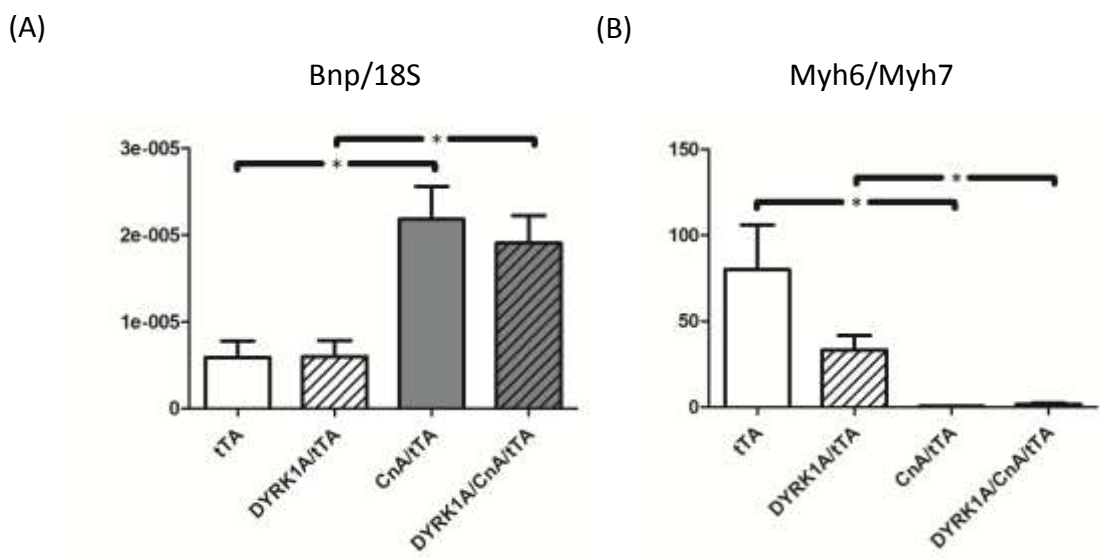 (A)
Bnp/18S
3e-005
2e-005
1e-005
0
*
*
tTA
DYRK1A/tTA
CnA/tTA
DYRK1A/CnA/tTA
(B)
Myh6/Myh7
150
100
50
0
*
*
tTA
DYRK1A/tTA
CnA/tTA
DYRK1A/CnA/tTA